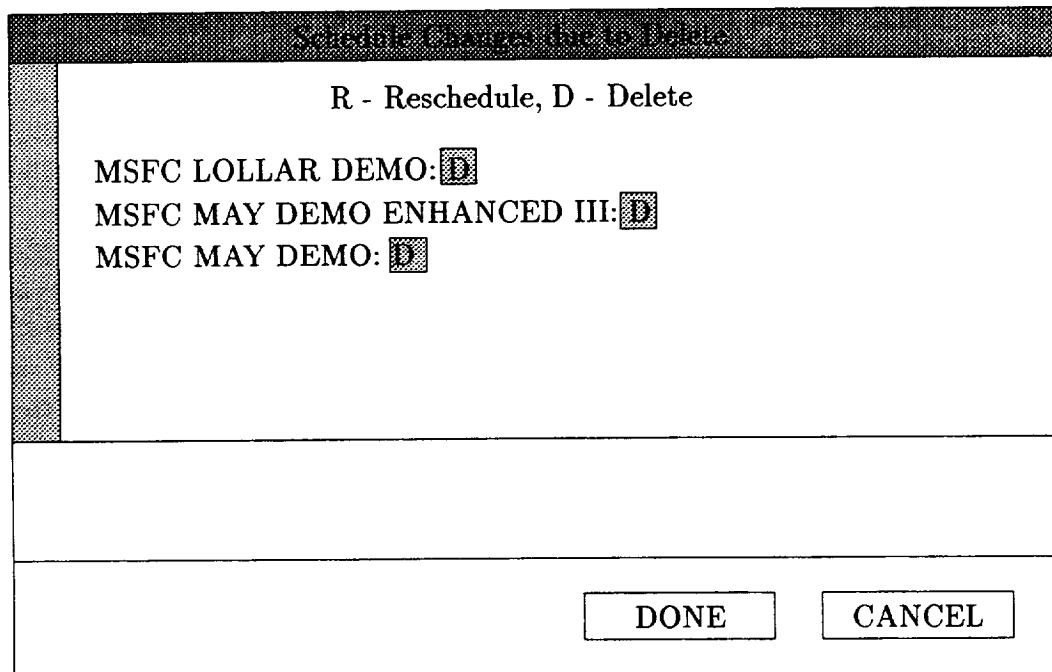 Schedule Changes due to Delete
R - Reschedule, D - Delete
MSFC LOLLAR DEMO: D
MSFC MAY DEMO ENHANCED III: D
MSFC MAY DEMO: D
DONE CANCEL